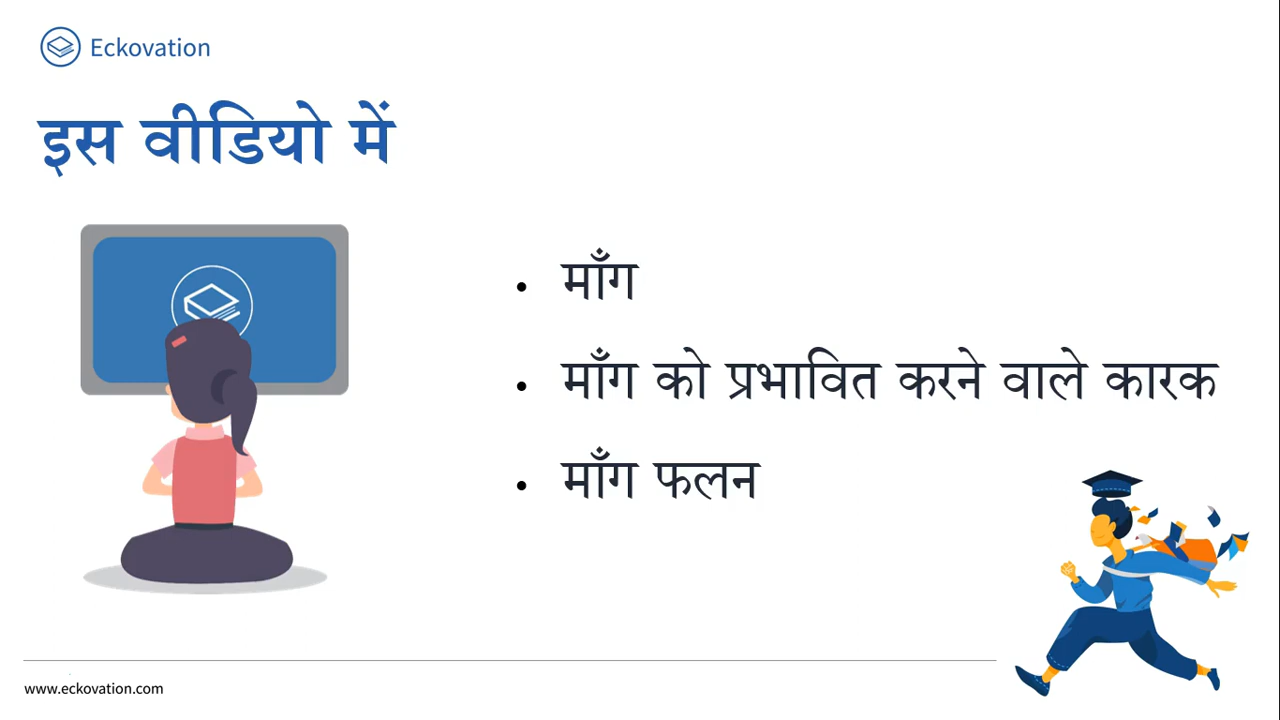 Eckovation
इस वीडियो में
• माँग
• माँग को प्रभावित करने वाले कारक
• माँग फलन
www.eckovation.com